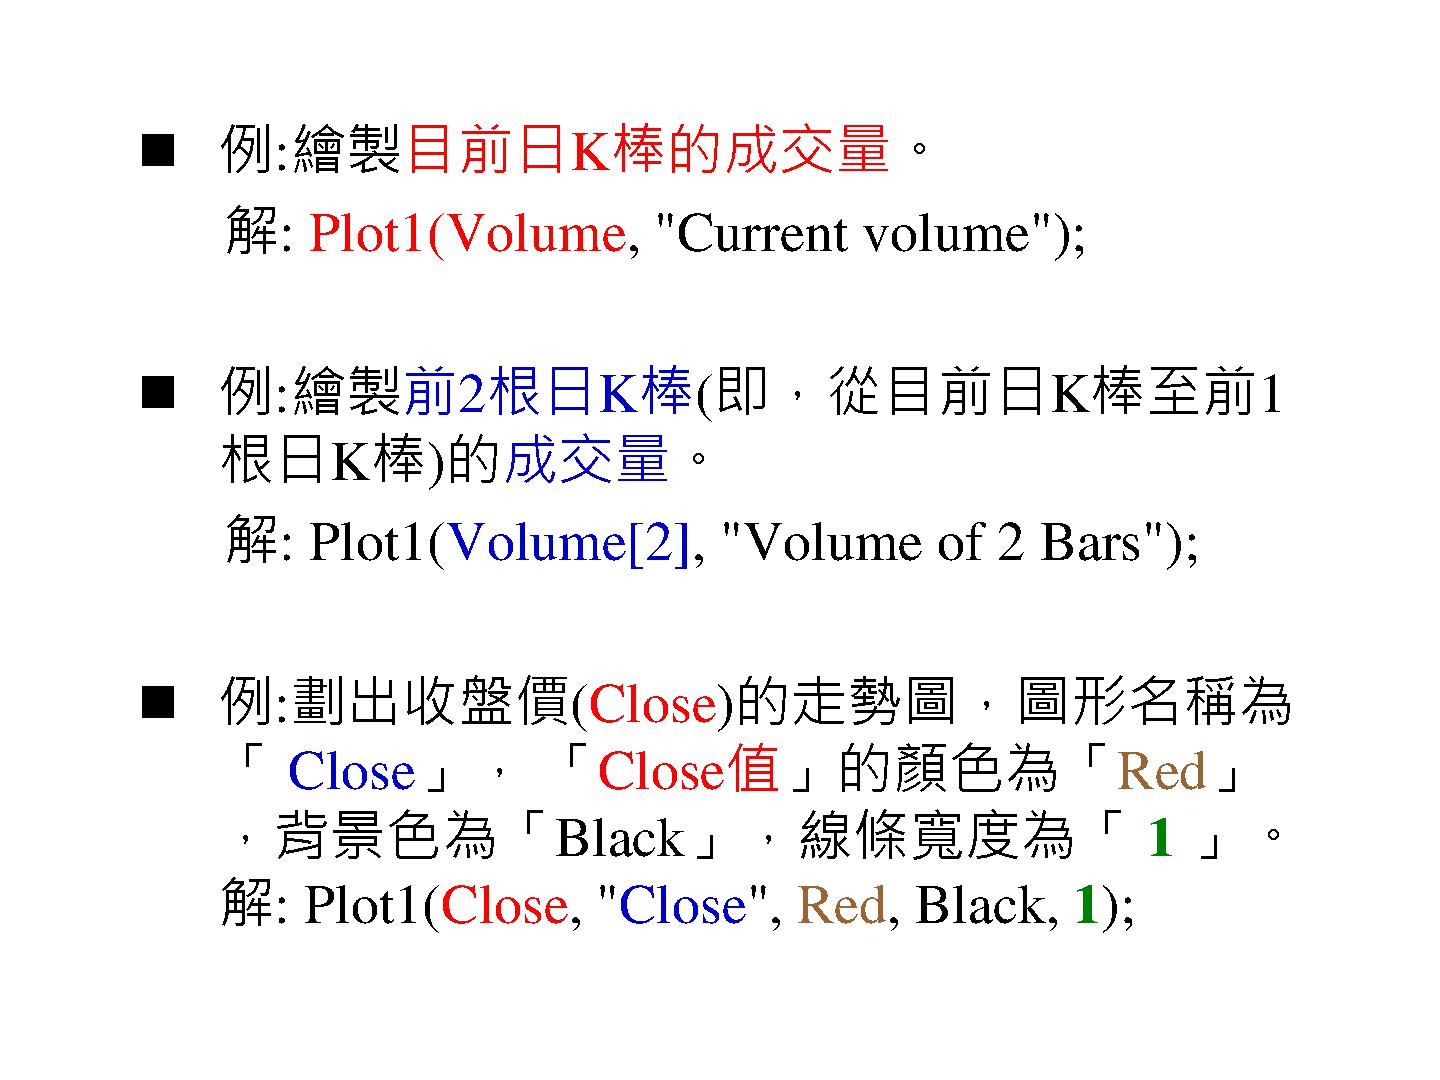 ■ 例:繪製目前日K棒的成交量。
解: Plot1(Volume, "Current volume");
■ 例:繪製前2根日K棒(即，從目前日K棒至前1
根日K棒)的成交量。
解: Plot1(Volume[2], "Volume of 2 Bars");
■ 例:劃出收盤價(Close)的走勢圖，圖形名稱為
「 Close」，「Close值」的顏色為「Red」
，背景色為「Black」，線條寬度為「 1 」。
解: Plot1(Close, "Close", Red, Black, 1);